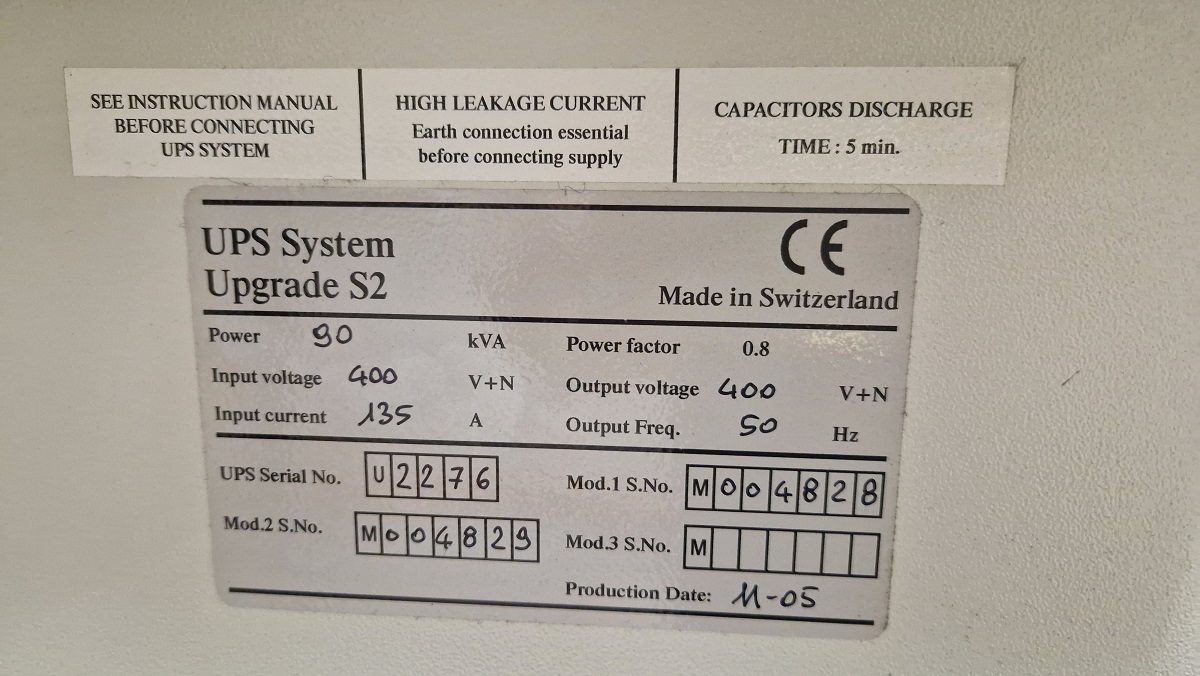 SEE INSTRUCTION MANUAL
BEFORE CONNECTING
UPS SYSTEM
HIGH LEAKAGE CURRENT
Earth connection essential
before connecting supply
CAPACITORS DISCHARGE
TIME : 5 min.
UPS System
Upgrade S2
CE
Made in Switzerland
Power 90 kVA Power factor 0.8
Input voltage 400 V+N Output voltage 400 V+N
Input current 135 A Output Freq. 50 Hz
UPS Serial No. U2276 Mod.1 S.No. M004828
Mod.2 S.No. M004829 Mod.3 S.No. M
Production Date: 11-05